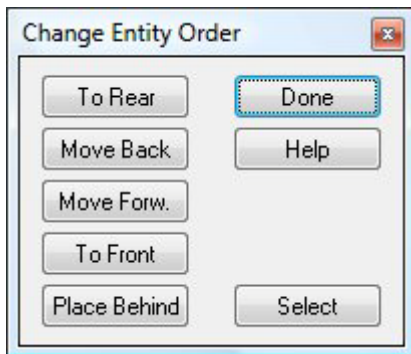 Change Entity Order
To Rear
Done
Move Back
Help
Move Forw.
To Front
Place Behind
Select